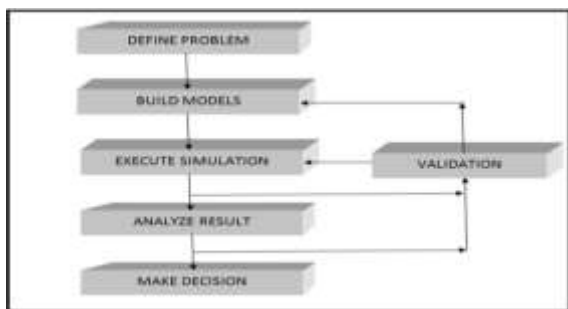 DEFINE PROBLEM
BUILD MODELS
EXECUTE SIMULATION
VALIDATION
ANALYZE RESULT
MAKE DECISION